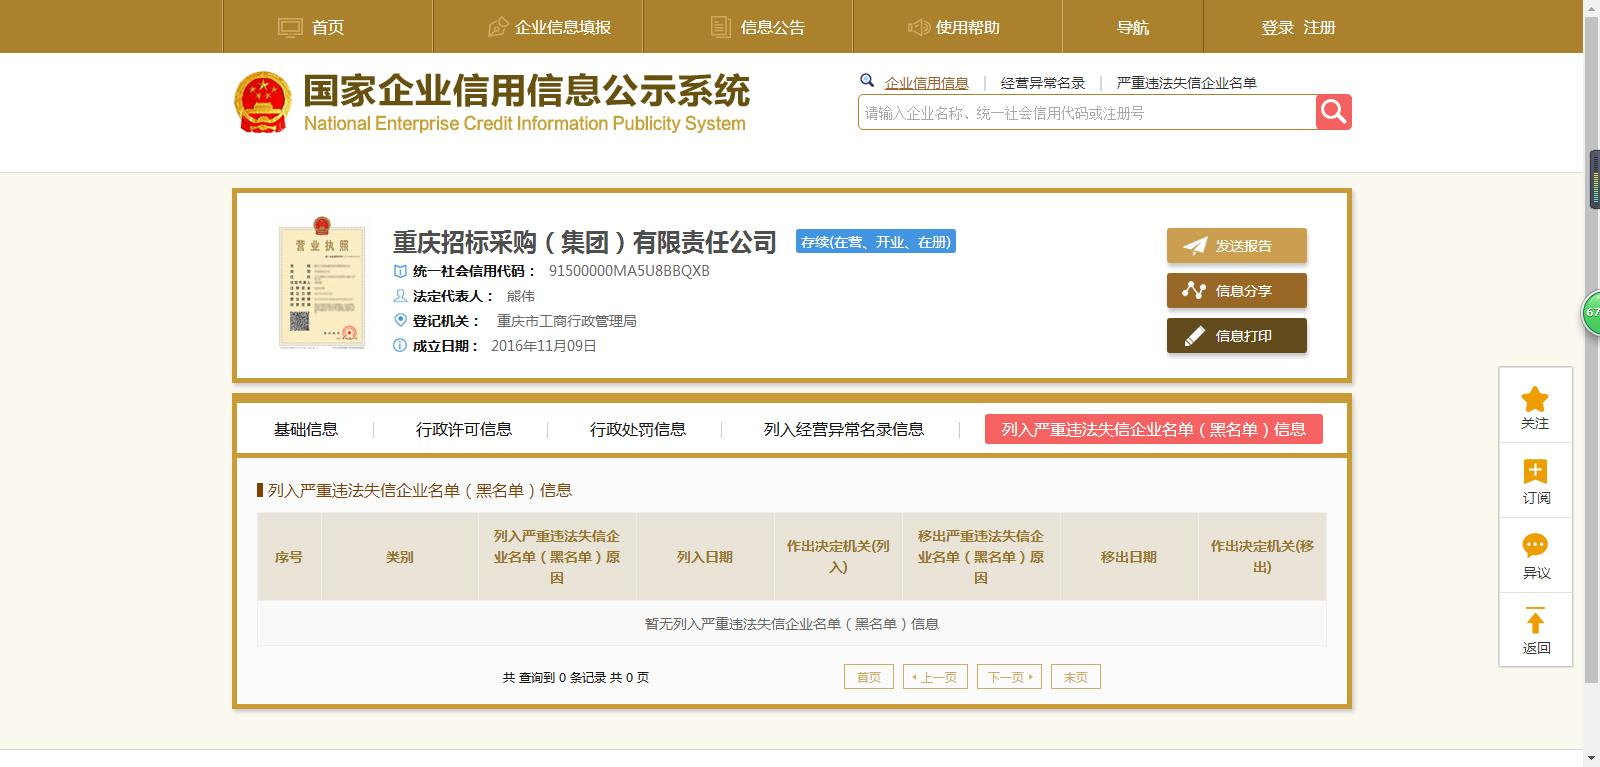 首页
企业信息填报
信息公告
使用帮助
导航
登录 注册
国家企业信用信息公示系统
National Enterprise Credit Information Publicity System
企业信用信息 | 经营异常名录 | 严重违法失信企业名单
请输入企业名称、统一社会信用代码或注册号
营业执照
重庆招标采购（集团）有限责任公司 存续(在营、开业、在册)
统一社会信用代码： 91500000MA5U8BBQXB
法定代表人： 熊伟
登记机关： 重庆市工商行政管理局
成立日期： 2016年11月09日
发送报告
信息分享
信息打印
67
关注
订阅
异议
返回
基础信息 | 行政许可信息 | 行政处罚信息 | 列入经营异常名录信息 | 列入严重违法失信企业名单（黑名单）信息
列入严重违法失信企业名单（黑名单）信息
序号
类别
列入严重违法失信企
业名单（黑名单）原
因
列入日期
作出决定机关(列
入)
移出严重违法失信企
业名单（黑名单）原
因
移出日期
作出决定机关(移
出)
暂无列入严重违法失信企业名单（黑名单）信息
共 查询到 0 条记录 共 0 页
首页
上一页
下一页
末页